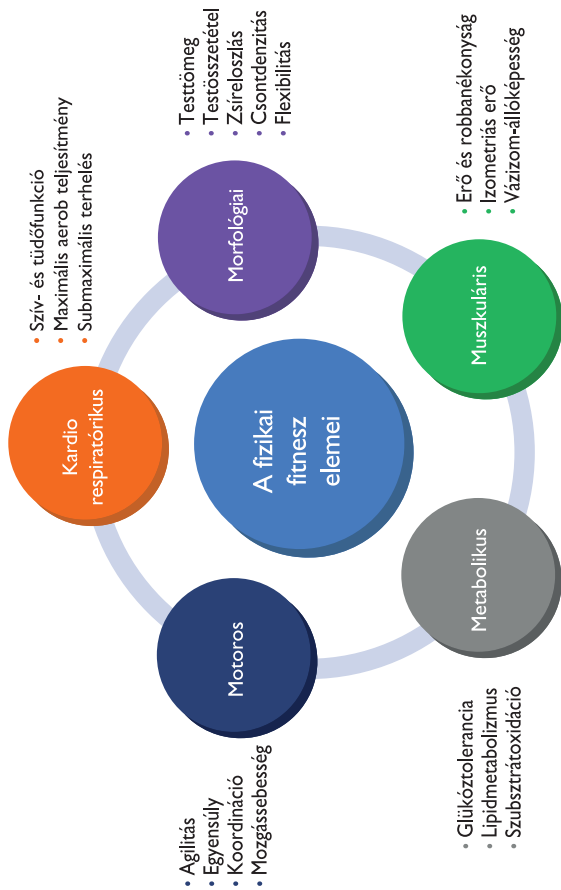 Kardio
respiratórikus
• Szív- és tüdőfunkció
• Maximális aerob teljesítmény
• Submaximális terhelés
Morfológiai
• Testtömeg
• Testösszetétel
• Zsíreloszlás
• Csontdenzitás
• Flexibilitás
Muszkuláris
• Erő és robbanékonyság
• Izometriás erő
• Vázizom-állóképesség
Metabolikus
• Glükóztolerancia
• Lipidmetabolizmus
• Szubsztrátoxidáció
Motoros
• Agilitás
• Egyensúly
• Koordináció
• Mozgássebesség
A fizikai
fitnesz
elemei